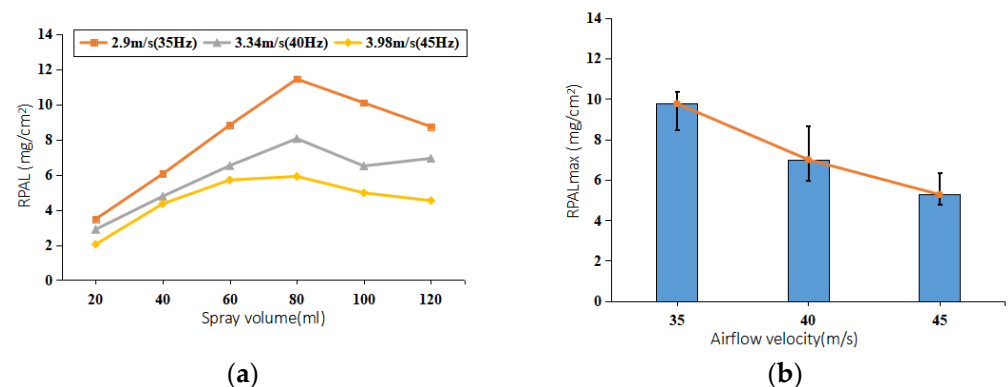 2.9m/s(35Hz) 3.34m/s(40Hz) 3.98m/s(45Hz)
RPAL (mg/cm²)
14
12
10
8
6
4
2
0
20 40 60 80 100 120
Spray volume(ml)
(a)
RPALmax (mg/cm²)
14
12
10
8
6
4
2
0
35 40 45
Airflow velocity(m/s)
(b)